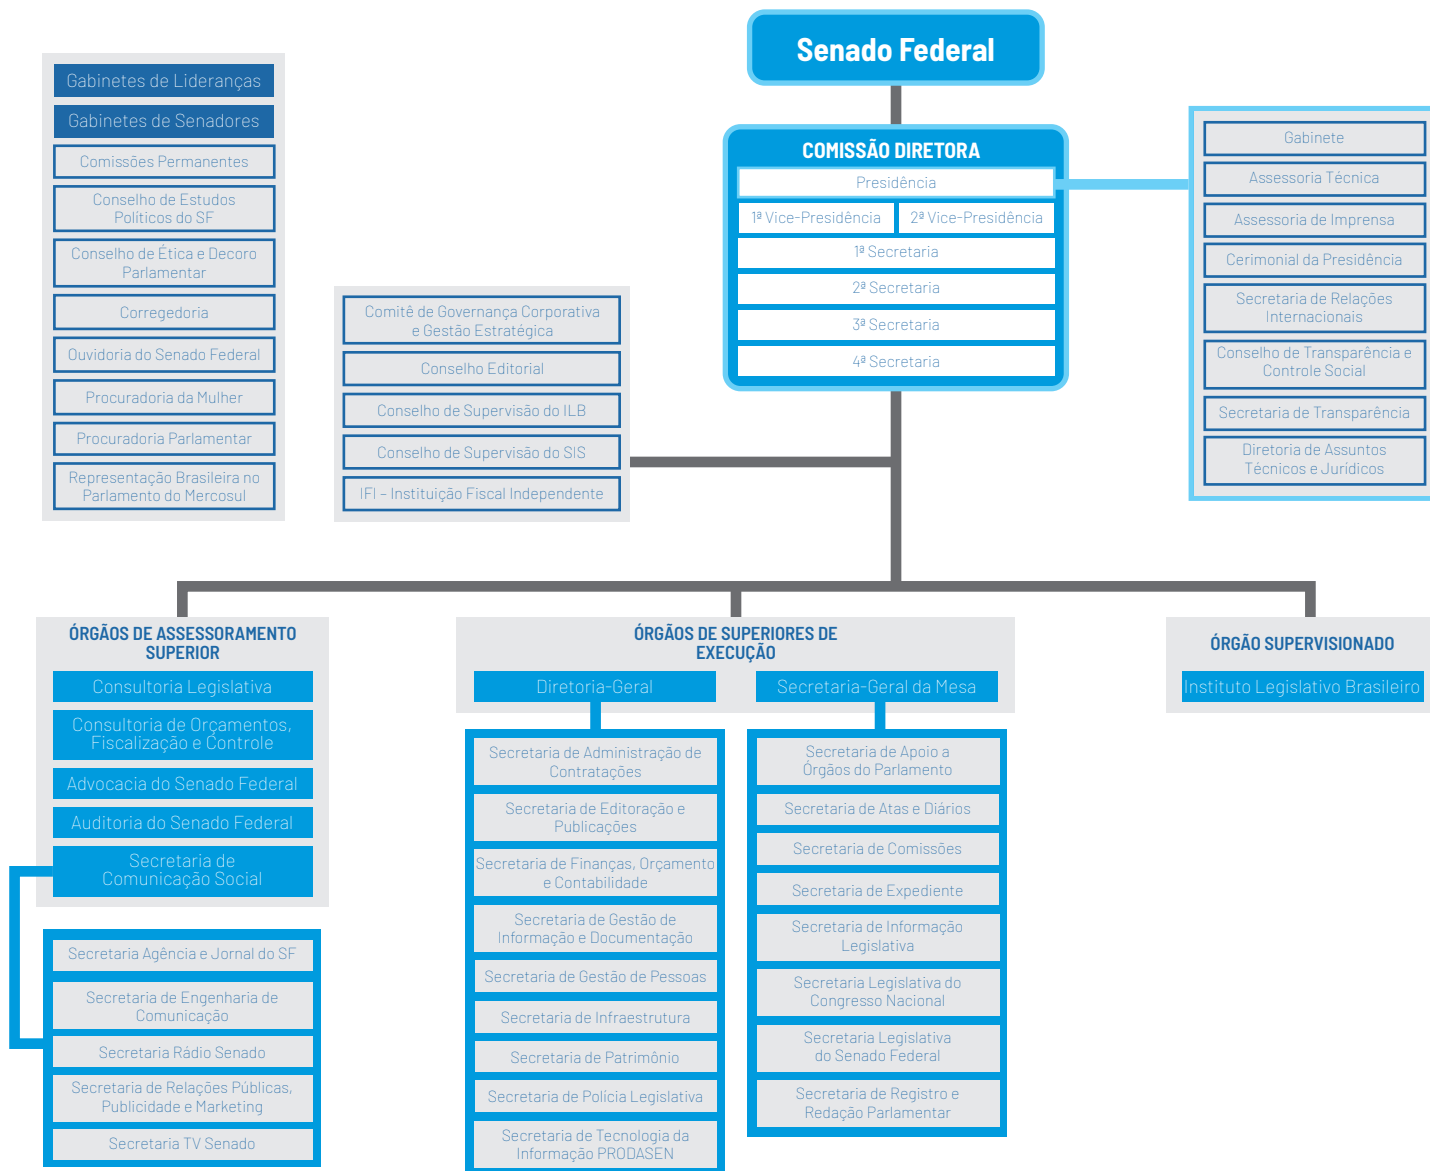 Senado Federal
COMISSÃO DIRETORA
Presidência
1ª Vice-Presidência
2ª Vice-Presidência
1ª Secretaria
2ª Secretaria
3ª Secretaria
4ª Secretaria
Gabinetes de Lideranças
Gabinetes de Senadores
Comissões Permanentes
Conselho de Estudos
Políticos do SF
Conselho de Ética e Decoro
Parlamentar
Corregedoria
Ouvidoria do Senado Federal
Procuradoria da Mulher
Procuradoria Parlamentar
Representação Brasileira no
Parlamento do Mercosul
Comitê de Governança Corporativa
e Gestão Estratégica
Conselho Editorial
Conselho de Supervisão do ILB
Conselho de Supervisão do SIS
IFI – Instituição Fiscal Independente
Gabinete
Assessoria Técnica
Assessoria de Imprensa
Cerimonial da Presidência
Secretaria de Relações
Internacionais
Conselho de Transparência e
Controle Social
Secretaria de Transparência
Diretoria de Assuntos
Técnicos e Jurídicos
ÓRGÃOS DE ASSESSORAMENTO
SUPERIOR
Consultoria Legislativa
Consultoria de Orçamentos,
Fiscalização e Controle
Advocacia do Senado Federal
Auditoria do Senado Federal
Secretaria de
Comunicação Social
Secretaria Agência e Jornal do SF
Secretaria de Engenharia de
Comunicação
Secretaria Rádio Senado
Secretaria de Relações Públicas,
Publicidade e Marketing
Secretaria TV Senado
ÓRGÃOS DE SUPERIORES DE
EXECUÇÃO
Diretoria-Geral
Secretaria de Administração de
Contratações
Secretaria de Editoração e
Publicações
Secretaria de Finanças, Orçamento
e Contabilidade
Secretaria de Gestão de
Informação e Documentação
Secretaria de Gestão de Pessoas
Secretaria de Infraestrutura
Secretaria de Patrimônio
Secretaria de Polícia Legislativa
Secretaria de Tecnologia da
Informação PRODASEN
Secretaria-Geral da Mesa
Secretaria de Apoio a
Órgãos do Parlamento
Secretaria de Atas e Diários
Secretaria de Comissões
Secretaria de Expediente
Secretaria de Informação
Legislativa
Secretaria Legislativa do
Congresso Nacional
Secretaria Legislativa
do Senado Federal
Secretaria de Registro e
Redação Parlamentar
ÓRGÃO SUPERVISIONADO
Instituto Legislativo Brasileiro